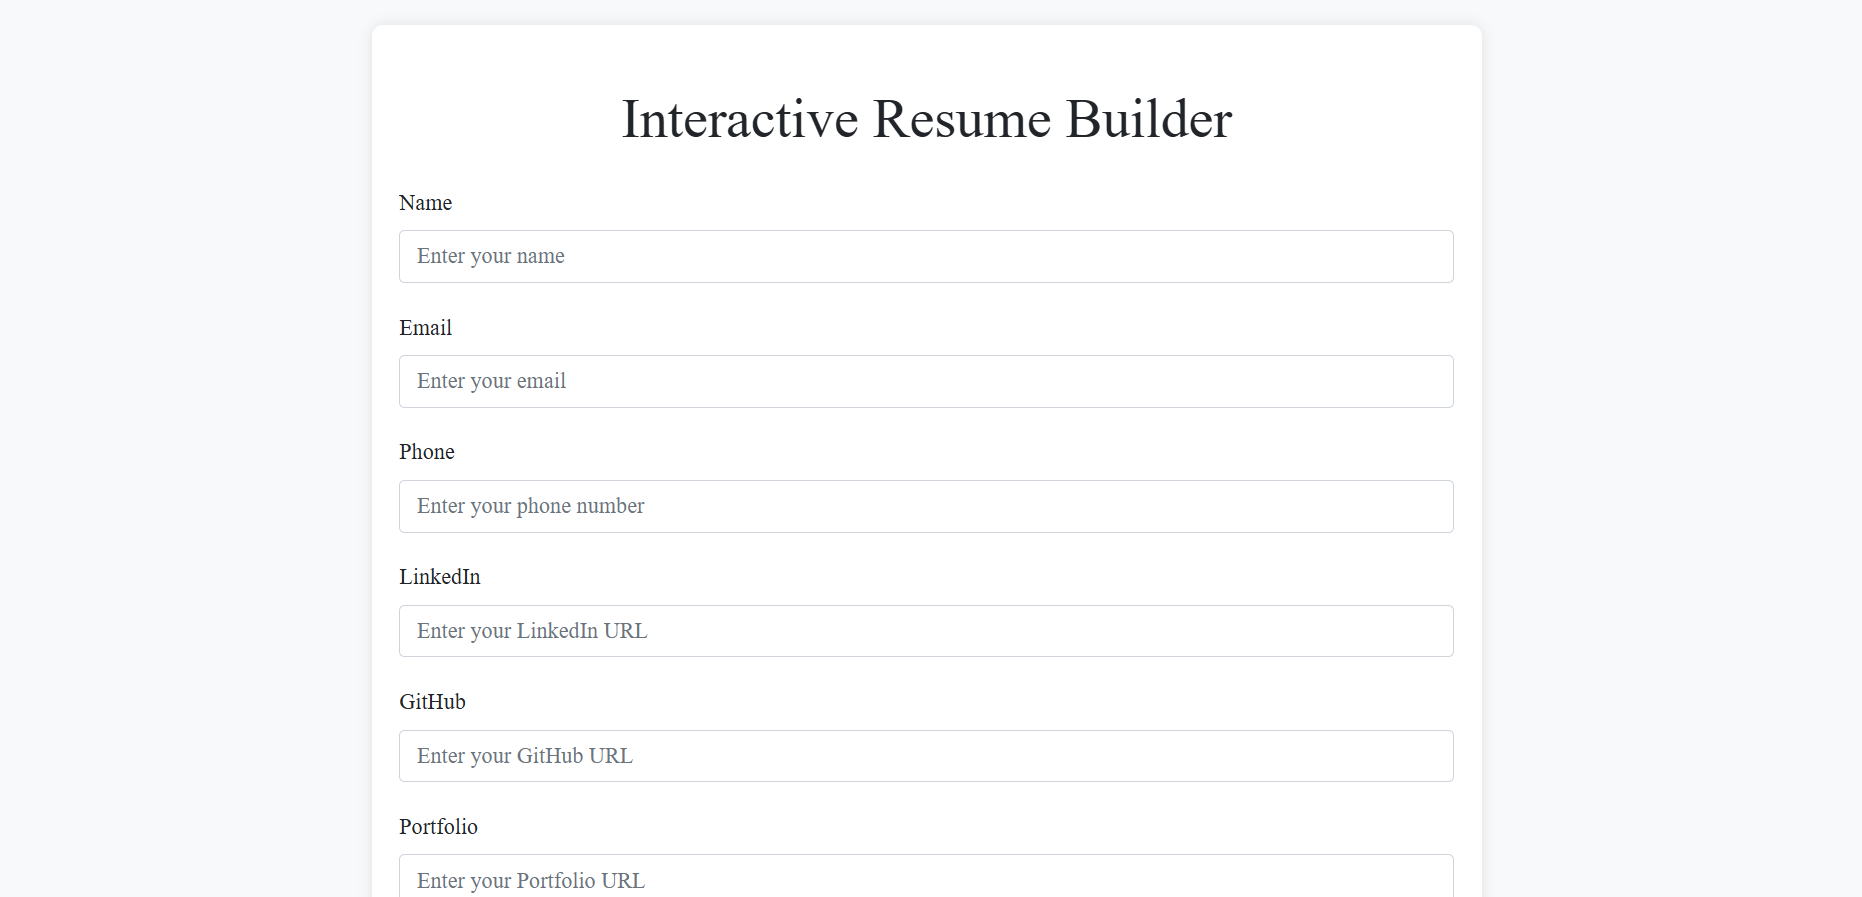 Interactive Resume Builder
Name
Enter your name
Email
Enter your email
Phone
Enter your phone number
LinkedIn
Enter your LinkedIn URL
GitHub
Enter your GitHub URL
Portfolio
Enter your Portfolio URL